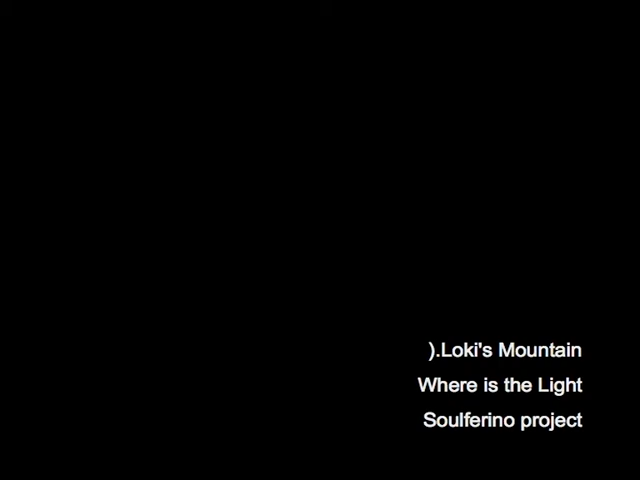 ).Loki's Mountain
Where is the Light
Soulferino project